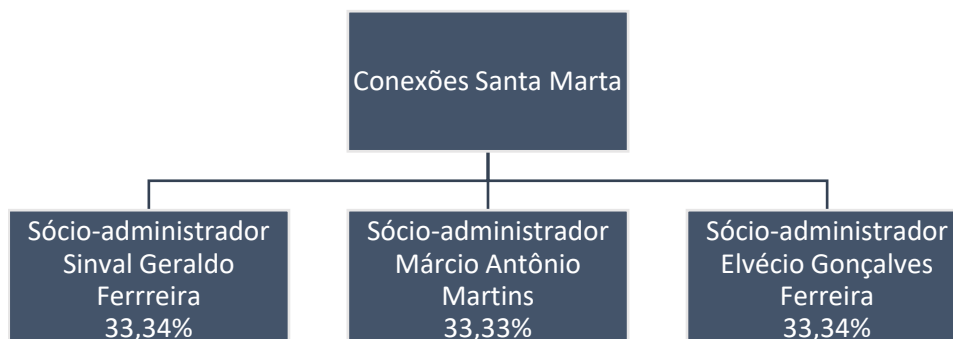 Conexões Santa Marta
Sócio-administrador
Sinval Geraldo
Ferrreira
33,34%
Sócio-administrador
Márcio Antônio
Martins
33,33%
Sócio-administrador
Elvécio Gonçalves
Ferreira
33,34%